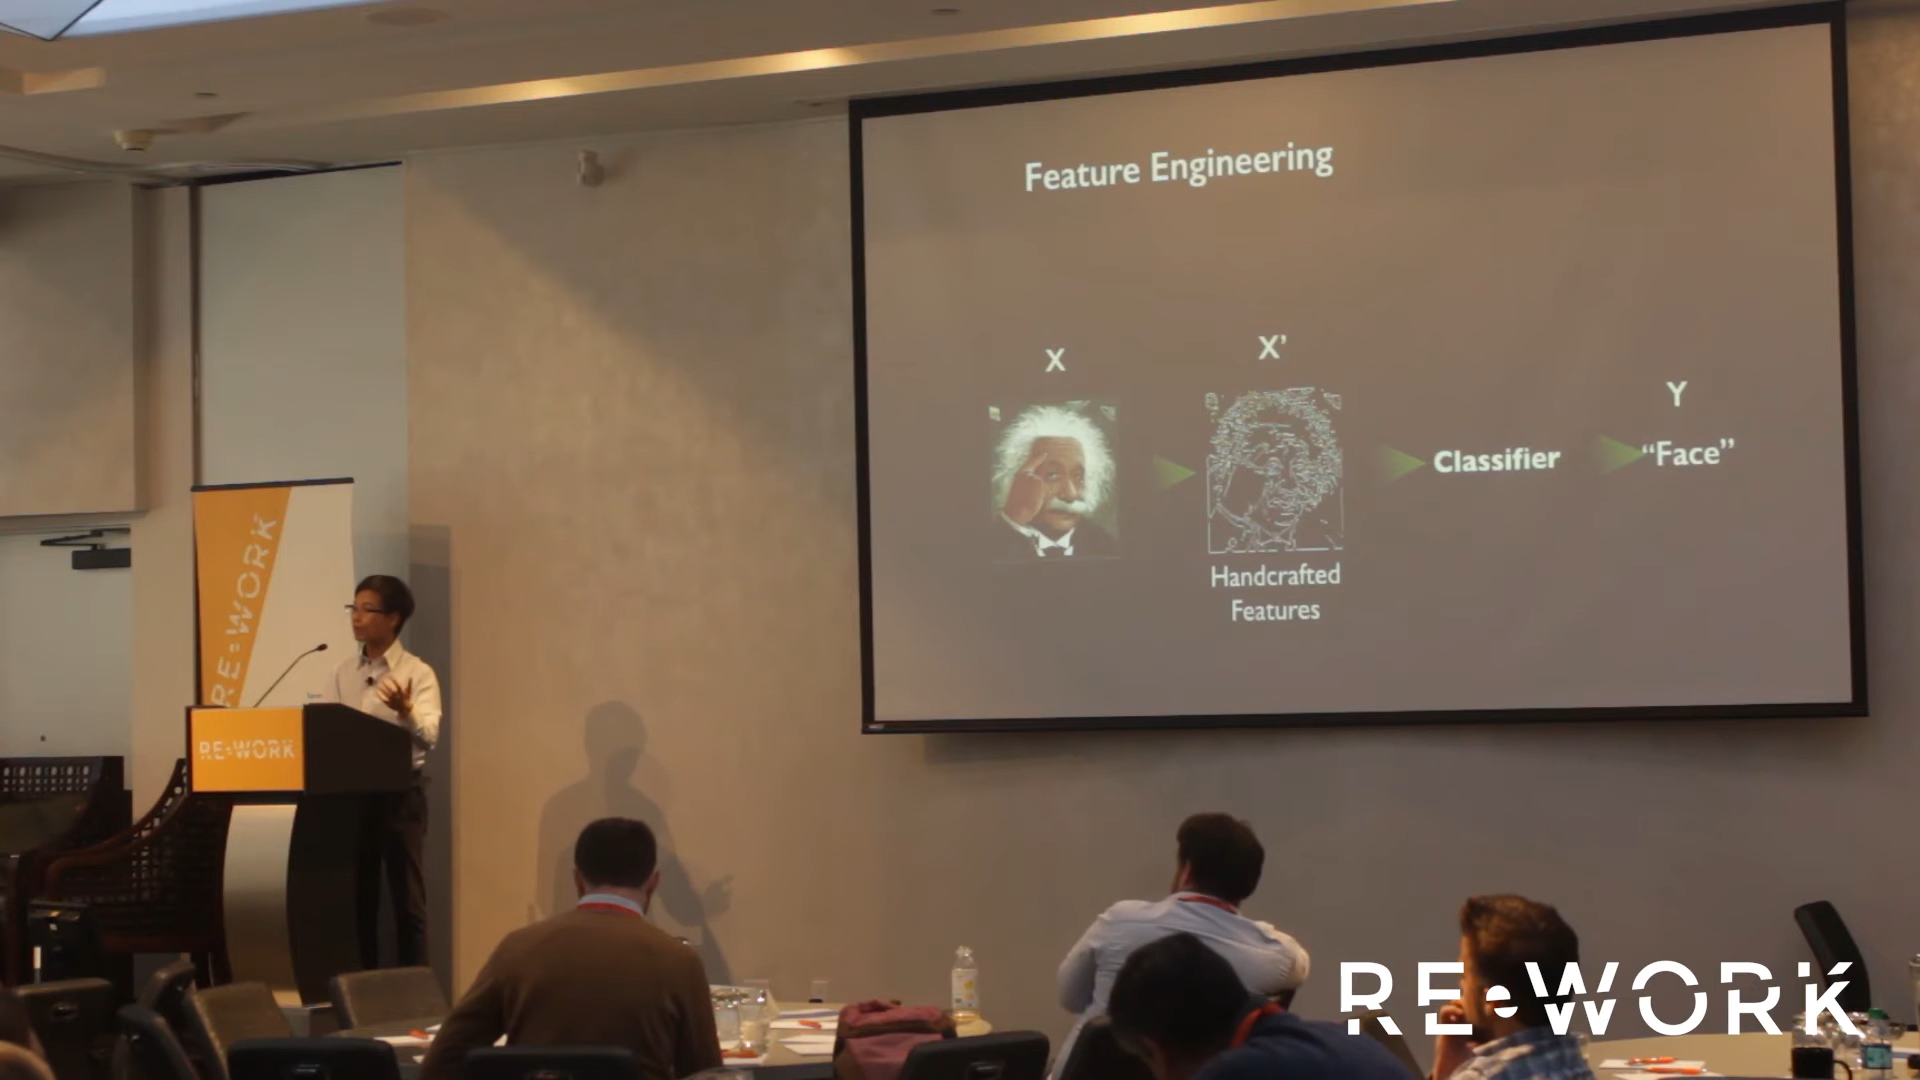 Feature Engineering
X
X’
Y
Classifier
“Face”
Handcrafted
Features
RE•WORK
RE•WORK
RE•WORK